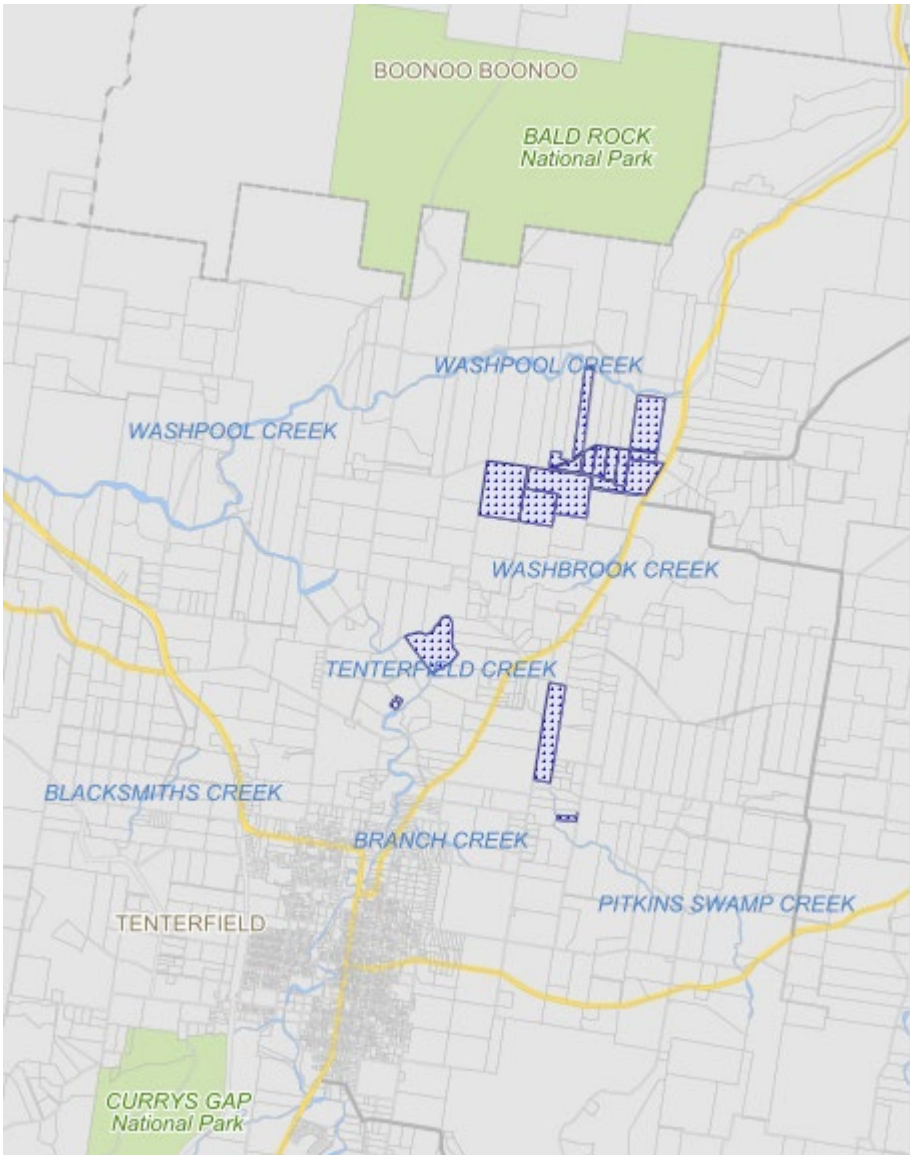 BOONOO BOONOO
BALD ROCK
National Park
WASHPOOL CREEK
WASHPOOL CREEK
WASHBROOK CREEK
TENTERFIELD CREEK
BLACKSMITHS CREEK
BRANCH CREEK
PITKINS SWAMP CREEK
TENTERFIELD
CURRYS GAP
National Park